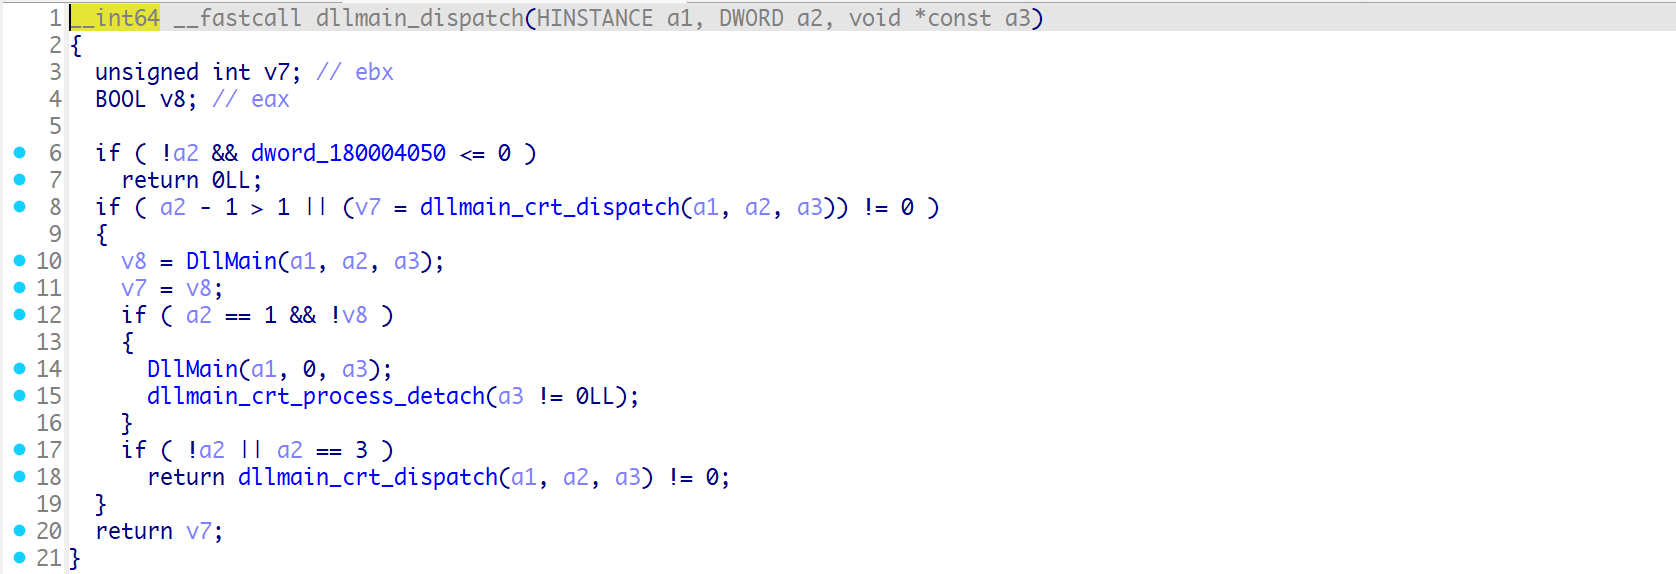 1 __int64 __fastcall dllmain_dispatch(HINSTANCE a1, DWORD a2, void *const a3)
2 {
3   unsigned int v7; // ebx
4   BOOL v8; // eax
5
6   if ( !a2 && dword_180004050 <= 0 )
7     return 0LL;
8   if ( a2 - 1 > 1 || (v7 = dllmain_crt_dispatch(a1, a2, a3)) != 0 )
9   {
10     v8 = DllMain(a1, a2, a3);
11     v7 = v8;
12     if ( a2 == 1 && !v8 )
13     {
14       DllMain(a1, 0, a3);
15       dllmain_crt_process_detach(a3 != 0LL);
16     }
17     if ( !a2 || a2 == 3 )
18       return dllmain_crt_dispatch(a1, a2, a3) != 0;
19   }
20   return v7;
21 }